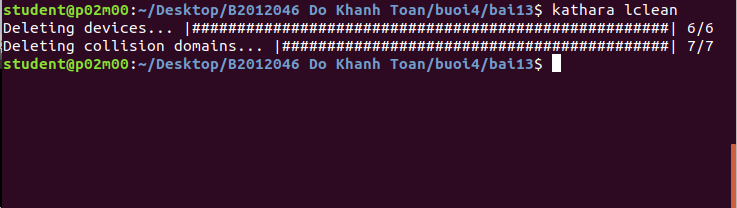 student@p02m00:~/Desktop/B2012046 Do Khanh Toan/buoi4/bai13$ kathara lclean
Deleting devices... |#####################################################| 6/6
Deleting collision domains... |###########################################| 7/7
student@p02m00:~/Desktop/B2012046 Do Khanh Toan/buoi4/bai13$